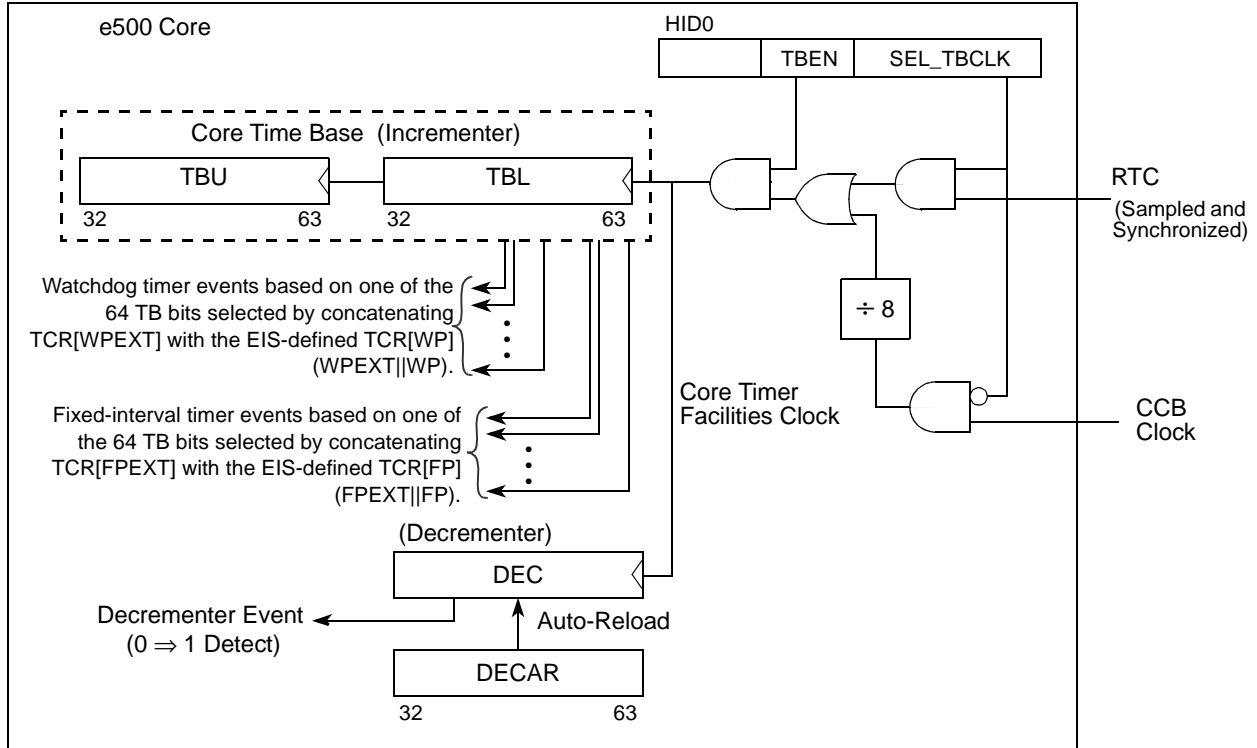 e500 Core
HID0
TBEN
SEL_TBCLK
Core Time Base (Incrementer)
TBU
TBL
32
63
32
63
RTC
(Sampled and
Synchronized)
Watchdog timer events based on one of the
64 TB bits selected by concatenating
TCR[WPEXT] with the EIS-defined TCR[WP]
(WPEXT||WP).
÷ 8
Core Timer
Facilities Clock
CCB
Clock
Fixed-interval timer events based on one of
the 64 TB bits selected by concatenating
TCR[FPEXT] with the EIS-defined TCR[FP]
(FPEXT||FP).
(Decrementer)
DEC
Decrementer Event
(0 ⇒ 1 Detect)
Auto-Reload
DECAR
32
63